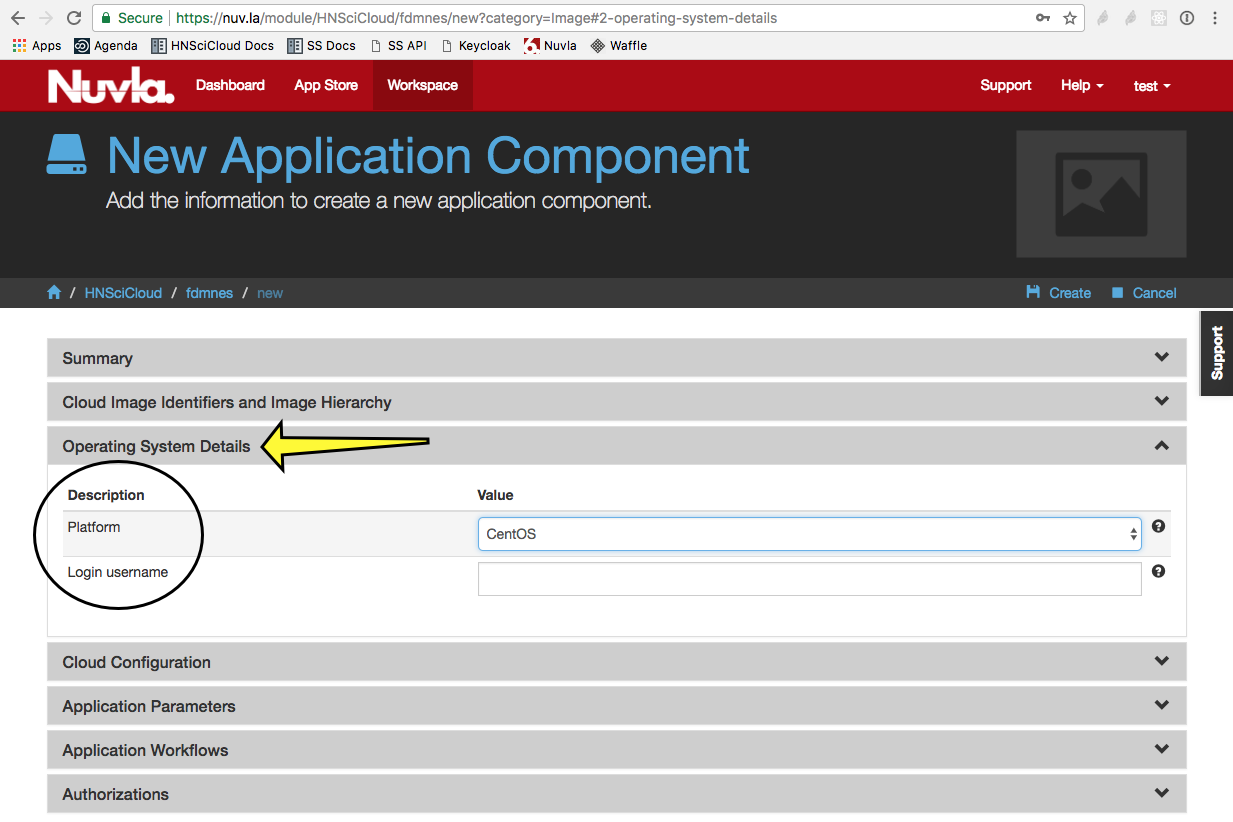 Secure https://nuv.la/module/HNSciCloud/fdmnes/new?category=Image#2-operating-system-details
Apps Agenda HNSciCloud Docs SS Docs SS API Keycloak Nuvla Waffle
Nuvla. Dashboard App Store Workspace Support Help test
New Application Component
Add the information to create a new application component.
/ HNSciCloud / fdmnes / new Create Cancel
Support
Summary
Cloud Image Identifiers and Image Hierarchy
Operating System Details
Description Value
Platform CentOS ?
Login username ?
Cloud Configuration
Application Parameters
Application Workflows
Authorizations